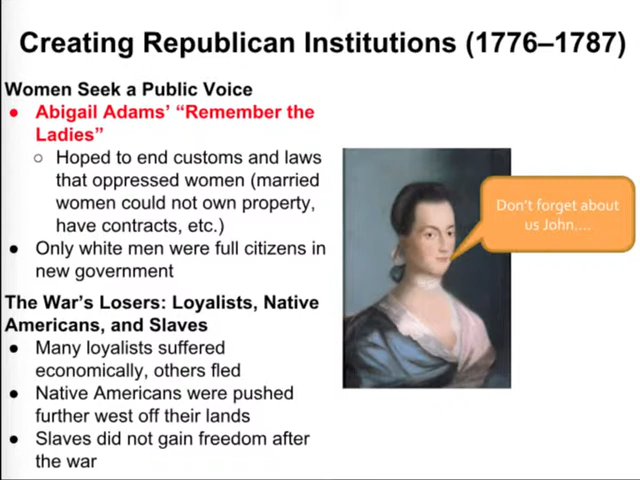 Creating Republican Institutions (1776–1787)
Women Seek a Public Voice
● Abigail Adams’ “Remember the
Ladies”
○ Hoped to end customs and laws
that oppressed women (married
women could not own property,
have contracts, etc.)
● Only white men were full citizens in
new government
The War’s Losers: Loyalists, Native
Americans, and Slaves
● Many loyalists suffered
economically, others fled
● Native Americans were pushed
further west off their lands
● Slaves did not gain freedom after
the war
Don't forget about
us John....